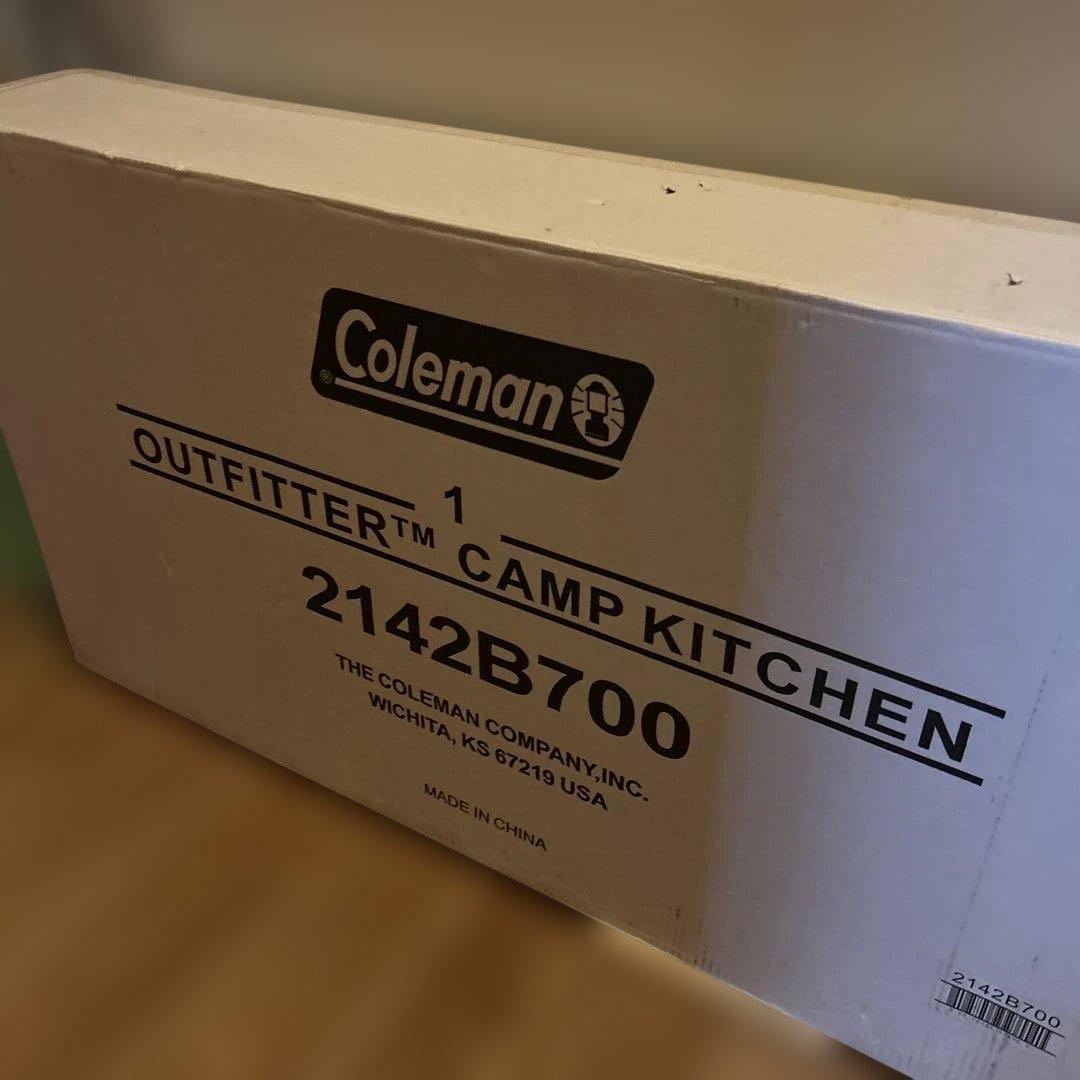 Coleman ®
1
OUTFITTER™ CAMP KITCHEN
2142B700
THE COLEMAN COMPANY,INC.
WICHITA, KS 67219 USA
MADE IN CHINA
2142B700